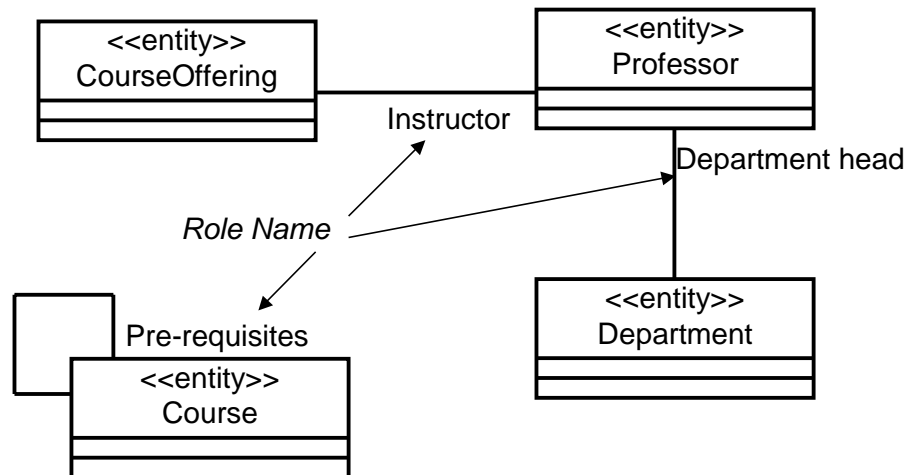 <<entity>>
CourseOffering
<<entity>>
Professor
Instructor
Department head
Role Name
<<entity>>
Department
Pre-requisites
<<entity>>
Course